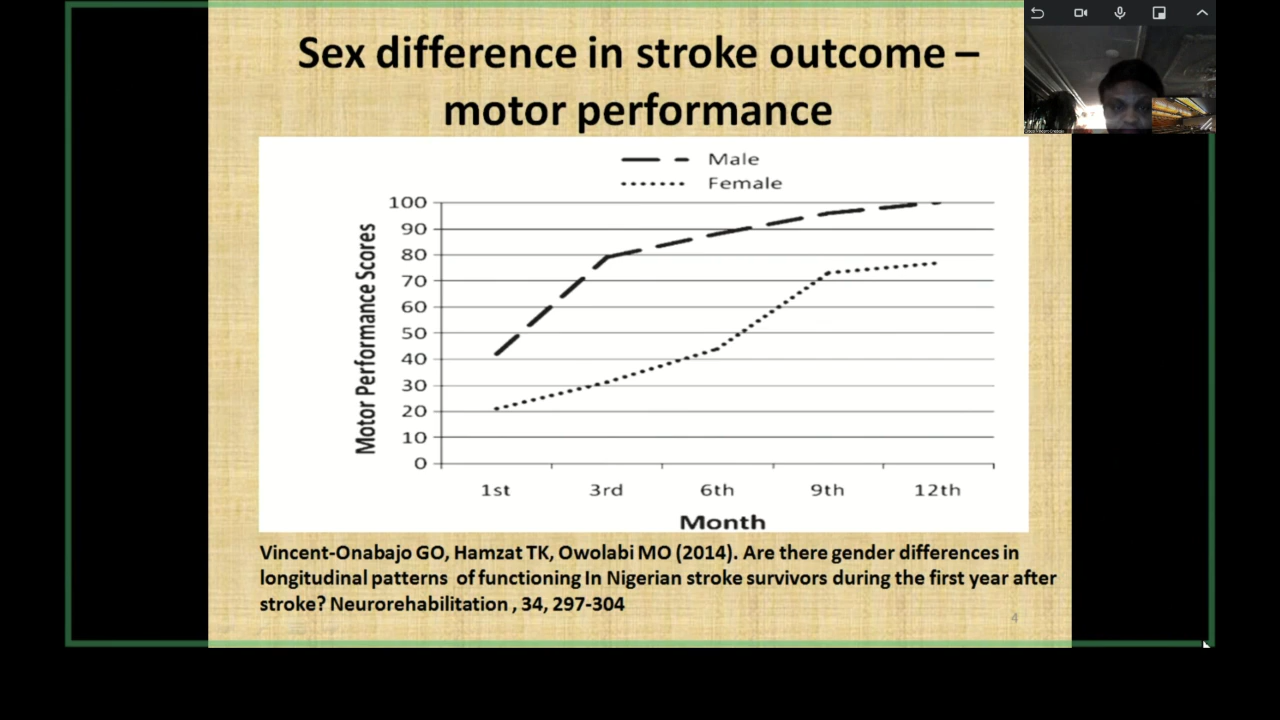 Sex difference in stroke outcome –
motor performance
Male
Female
Motor Performance Scores
100
90
80
70
60
50
40
30
20
10
0
1st 3rd 6th 9th 12th
Month
Vincent-Onabajo GO, Hamzat TK, Owolabi MO (2014). Are there gender differences in
longitudinal patterns of functioning In Nigerian stroke survivors during the first year after
stroke? Neurorehabilitation , 34, 297-304
4